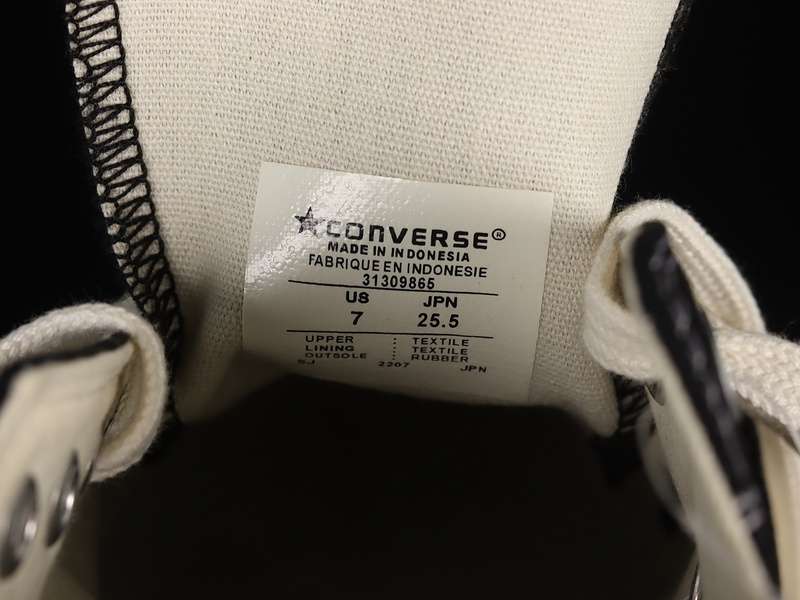 CONVERSE®
MADE IN INDONESIA
FABRIQUE EN INDONESIE
31309865
US JPN
7 25.5
UPPER : TEXTILE
LINING : TEXTILE
OUTSOLE : RUBBER
SJ 2207 JPN